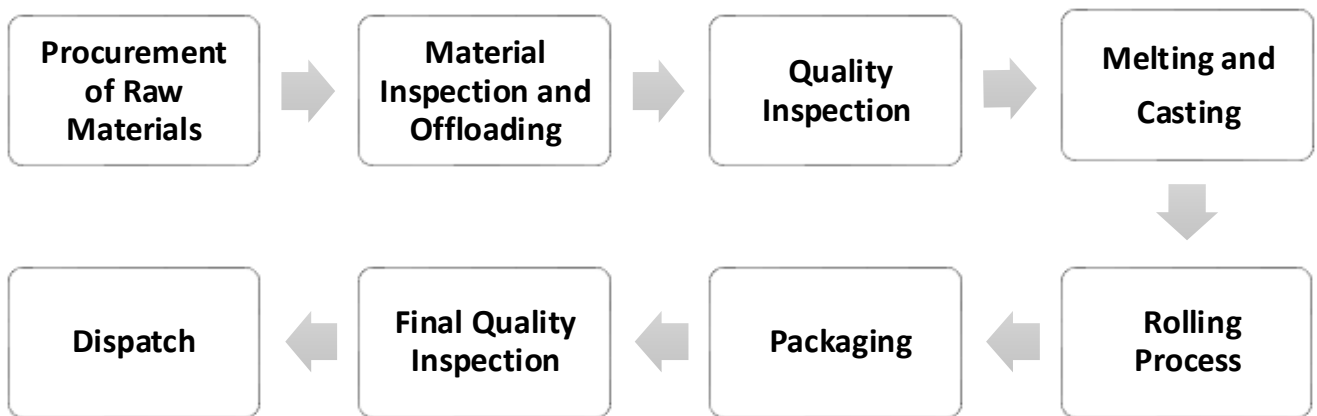 Procurement
of Raw
Materials
Material
Inspection and
Offloading
Quality
Inspection
Melting and
Casting
Rolling
Process
Packaging
Final Quality
Inspection
Dispatch